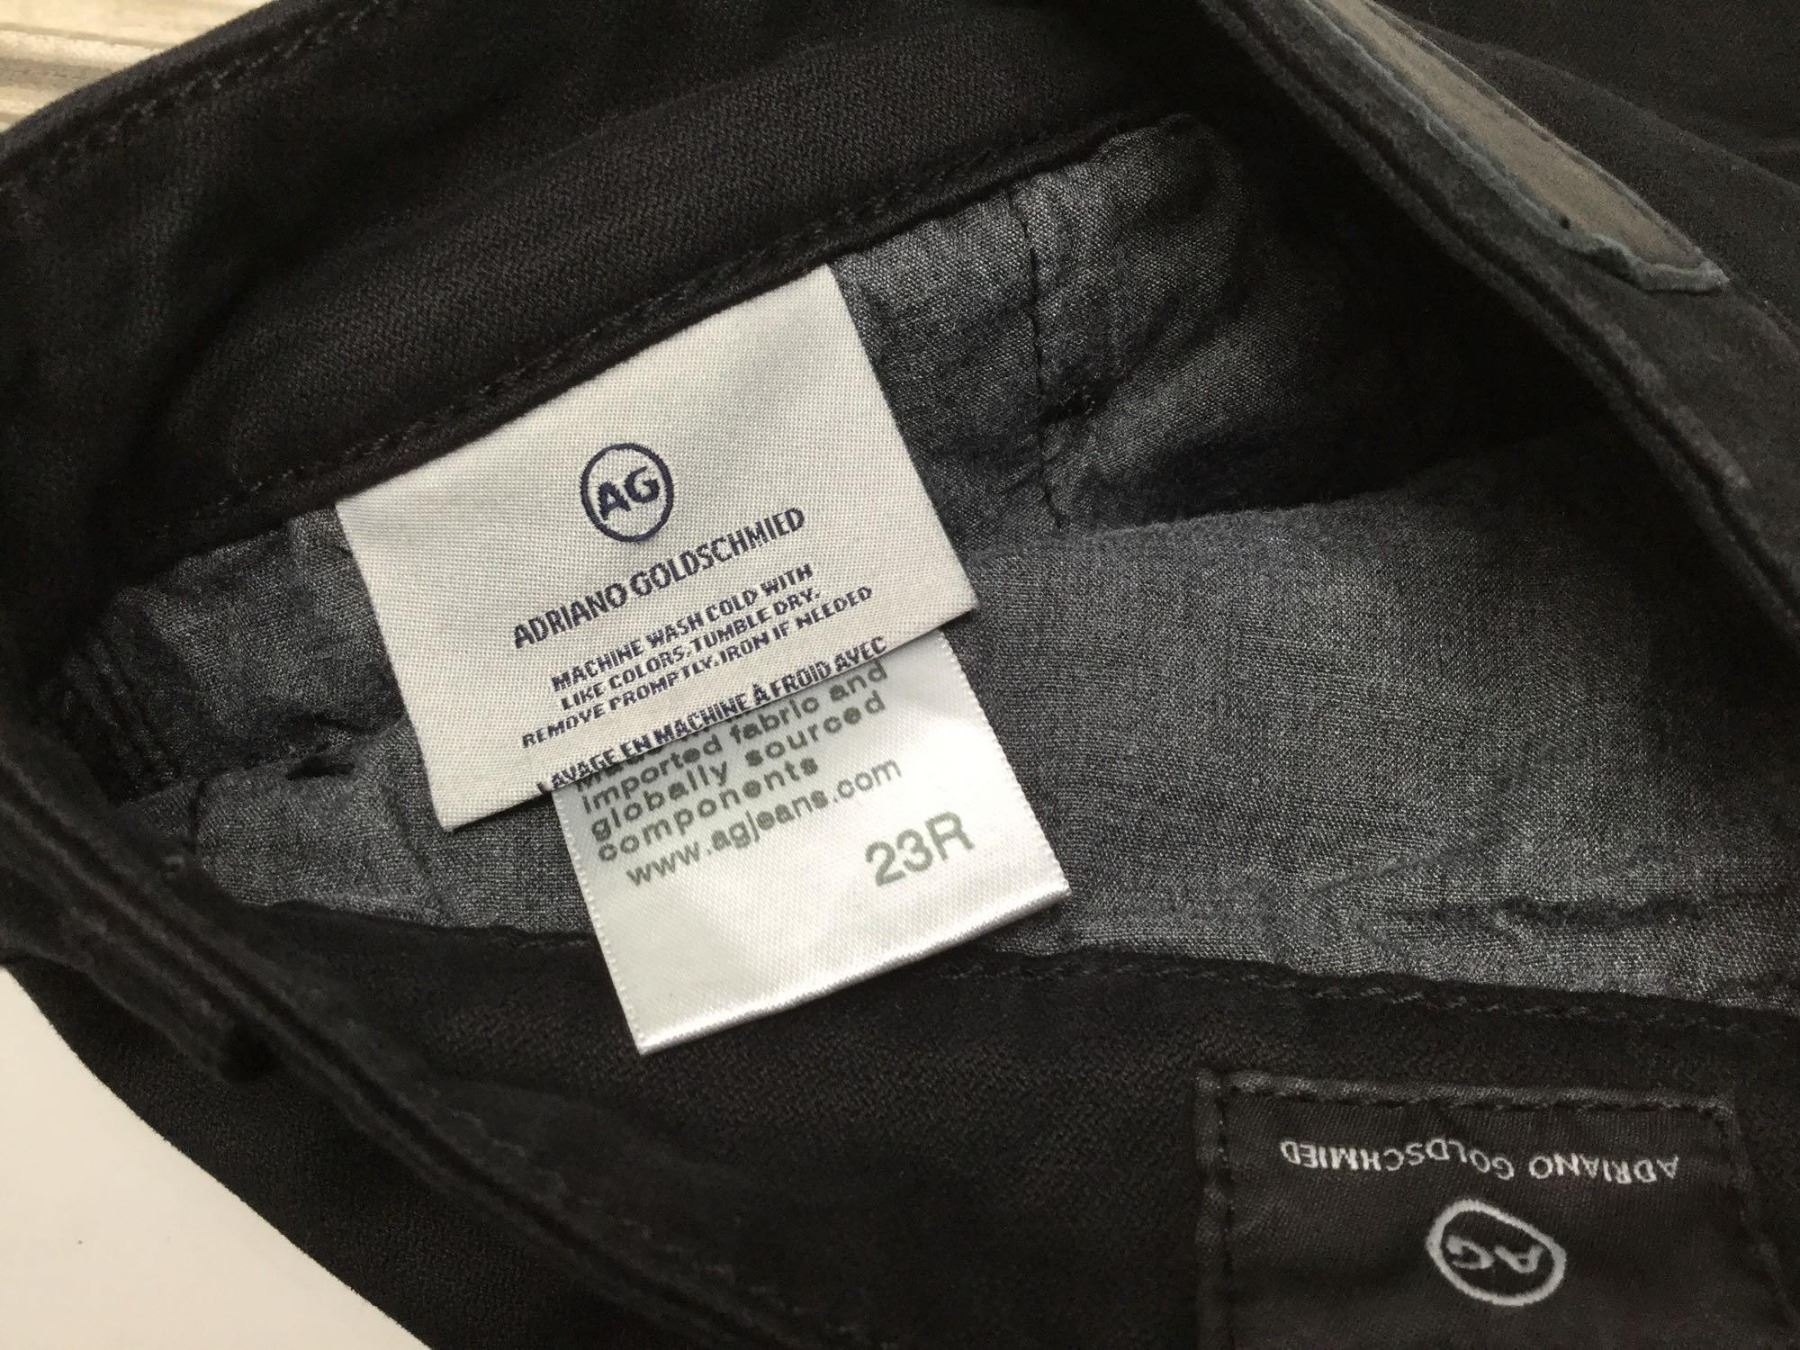 AG
ADRIANO GOLDSCHMIED
MACHINE WASH COLD WITH
LIKE COLORS. TUMBLE DRY.
REMOVE PROMPTLY. IRON IF NEEDED
LAVAGE EN MACHINE À FROID AVEC
imported fabric and
globally sourced
components
www.agjeans.com
23R
ADRIANO GOLDSCHMIED
AG